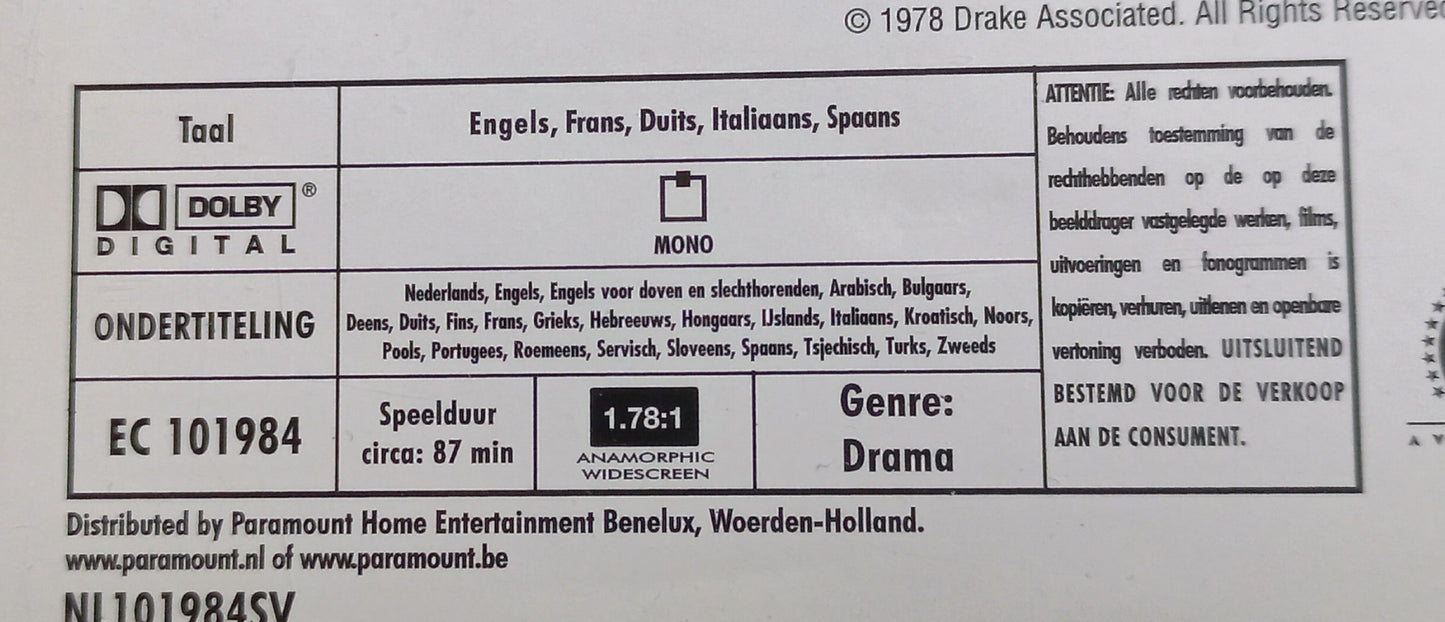 © 1978 Drake Associated. All Rights Reserved
Taal
Engels, Frans, Duits, Italiaans, Spaans
DOLBY ®
DIGITAL
MONO
ONDERTITELING
Nederlands, Engels, Engels voor doven en slechthorenden, Arabisch, Bulgaars,
Deens, Duits, Fins, Frans, Grieks, Hebreeuws, Hongaars, IJslands, Italiaans, Kroatisch, Noors,
Pools, Portugees, Roemeens, Servisch, Sloveens, Spaans, Tsjechisch, Turks, Zweeds
EC 101984
Speelduur
circa: 87 min
1.78:1
ANAMORPHIC
WIDESCREEN
Genre:
Drama
ATTENTIE: Alle rechten voorbehouden.
Behoudens toestemming van de
rechthebbenden op de op deze
beelddrager vastgelegde werken, films,
uitvoeringen en fonogrammen is
kopiëren, verhuren, uitlenen en openbare
vertoning verboden. UITSLUITEND
BESTEMD VOOR DE VERKOOP
AAN DE CONSUMENT.
Distributed by Paramount Home Entertainment Benelux, Woerden-Holland.
www.paramount.nl of www.paramount.be
NL101984SV